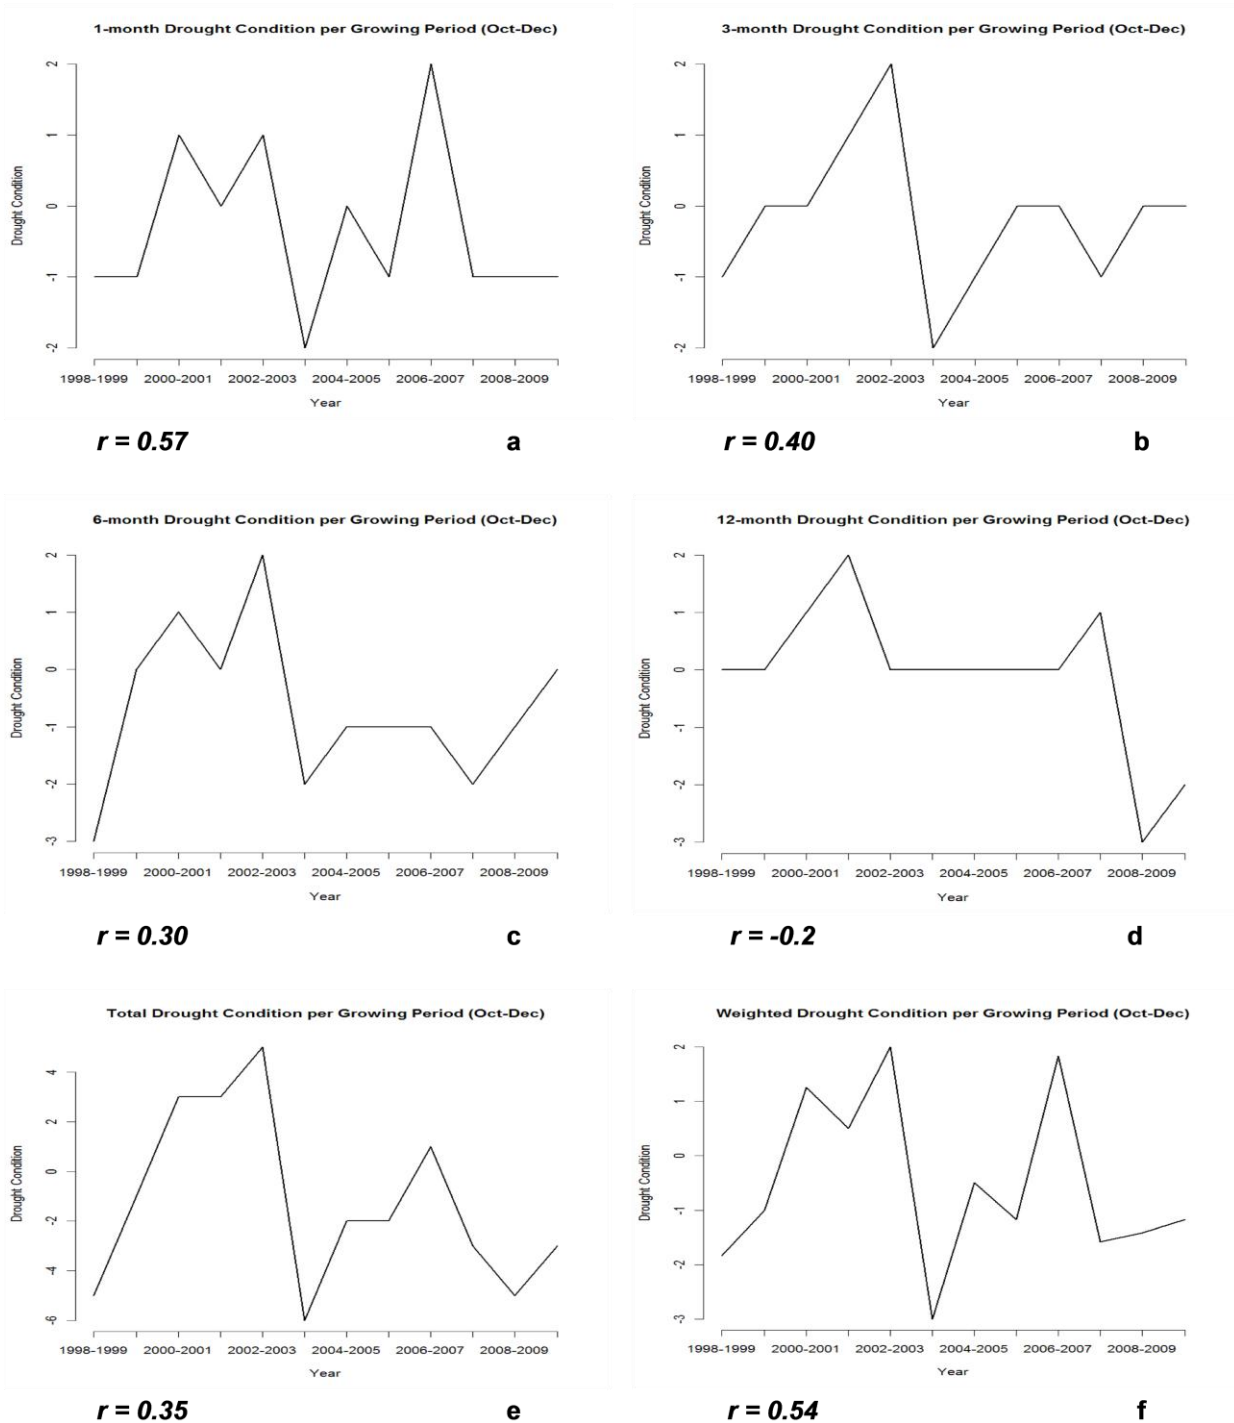 1-month Drought Condition per Growing Period (Oct-Dec)
Drought Condition
2
1
0
-1
-2
1998-1999 2000-2001 2002-2003 2004-2005 2006-2007 2008-2009
Year
r = 0.57 a
3-month Drought Condition per Growing Period (Oct-Dec)
Drought Condition
2
1
0
-1
-2
1998-1999 2000-2001 2002-2003 2004-2005 2006-2007 2008-2009
Year
r = 0.40 b
6-month Drought Condition per Growing Period (Oct-Dec)
Drought Condition
2
1
0
-1
-2
-3
1998-1999 2000-2001 2002-2003 2004-2005 2006-2007 2008-2009
Year
r = 0.30 c
12-month Drought Condition per Growing Period (Oct-Dec)
Drought Condition
2
1
0
-1
-2
-3
1998-1999 2000-2001 2002-2003 2004-2005 2006-2007 2008-2009
Year
r = -0.2 d
Total Drought Condition per Growing Period (Oct-Dec)
Drought Condition
4
2
0
-2
-4
-6
1998-1999 2000-2001 2002-2003 2004-2005 2006-2007 2008-2009
Year
r = 0.35 e
Weighted Drought Condition per Growing Period (Oct-Dec)
Drought Condition
2
1
0
-1
-2
-3
1998-1999 2000-2001 2002-2003 2004-2005 2006-2007 2008-2009
Year
r = 0.54 f